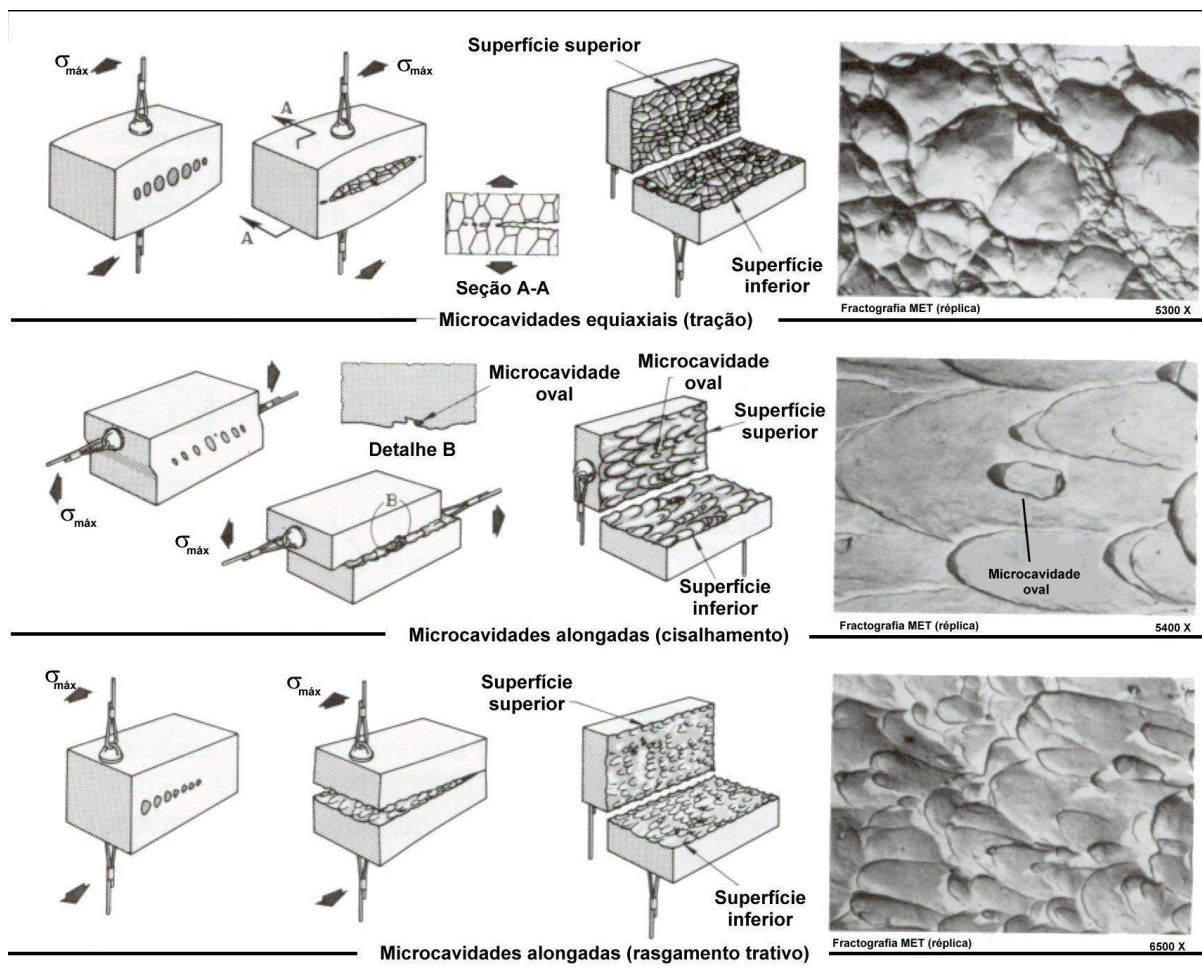 σmáx
σmáx
A
A
Seção A-A
Superfície superior
Superfície
inferior
Fractografia MET (réplica)
5300 X
Microcavidades equiaxiais (tração)
σmáx
Microcavidade
oval
Detalhe B
σmáx
B
Microcavidade
oval
Superfície
superior
Superfície
inferior
Microcavidade
oval
Fractografia MET (réplica)
5400 X
Microcavidades alongadas (cisalhamento)
σmáx
σmáx
Superfície
superior
Superfície
inferior
Fractografia MET (réplica)
6500 X
Microcavidades alongadas (rasgamento trativo)